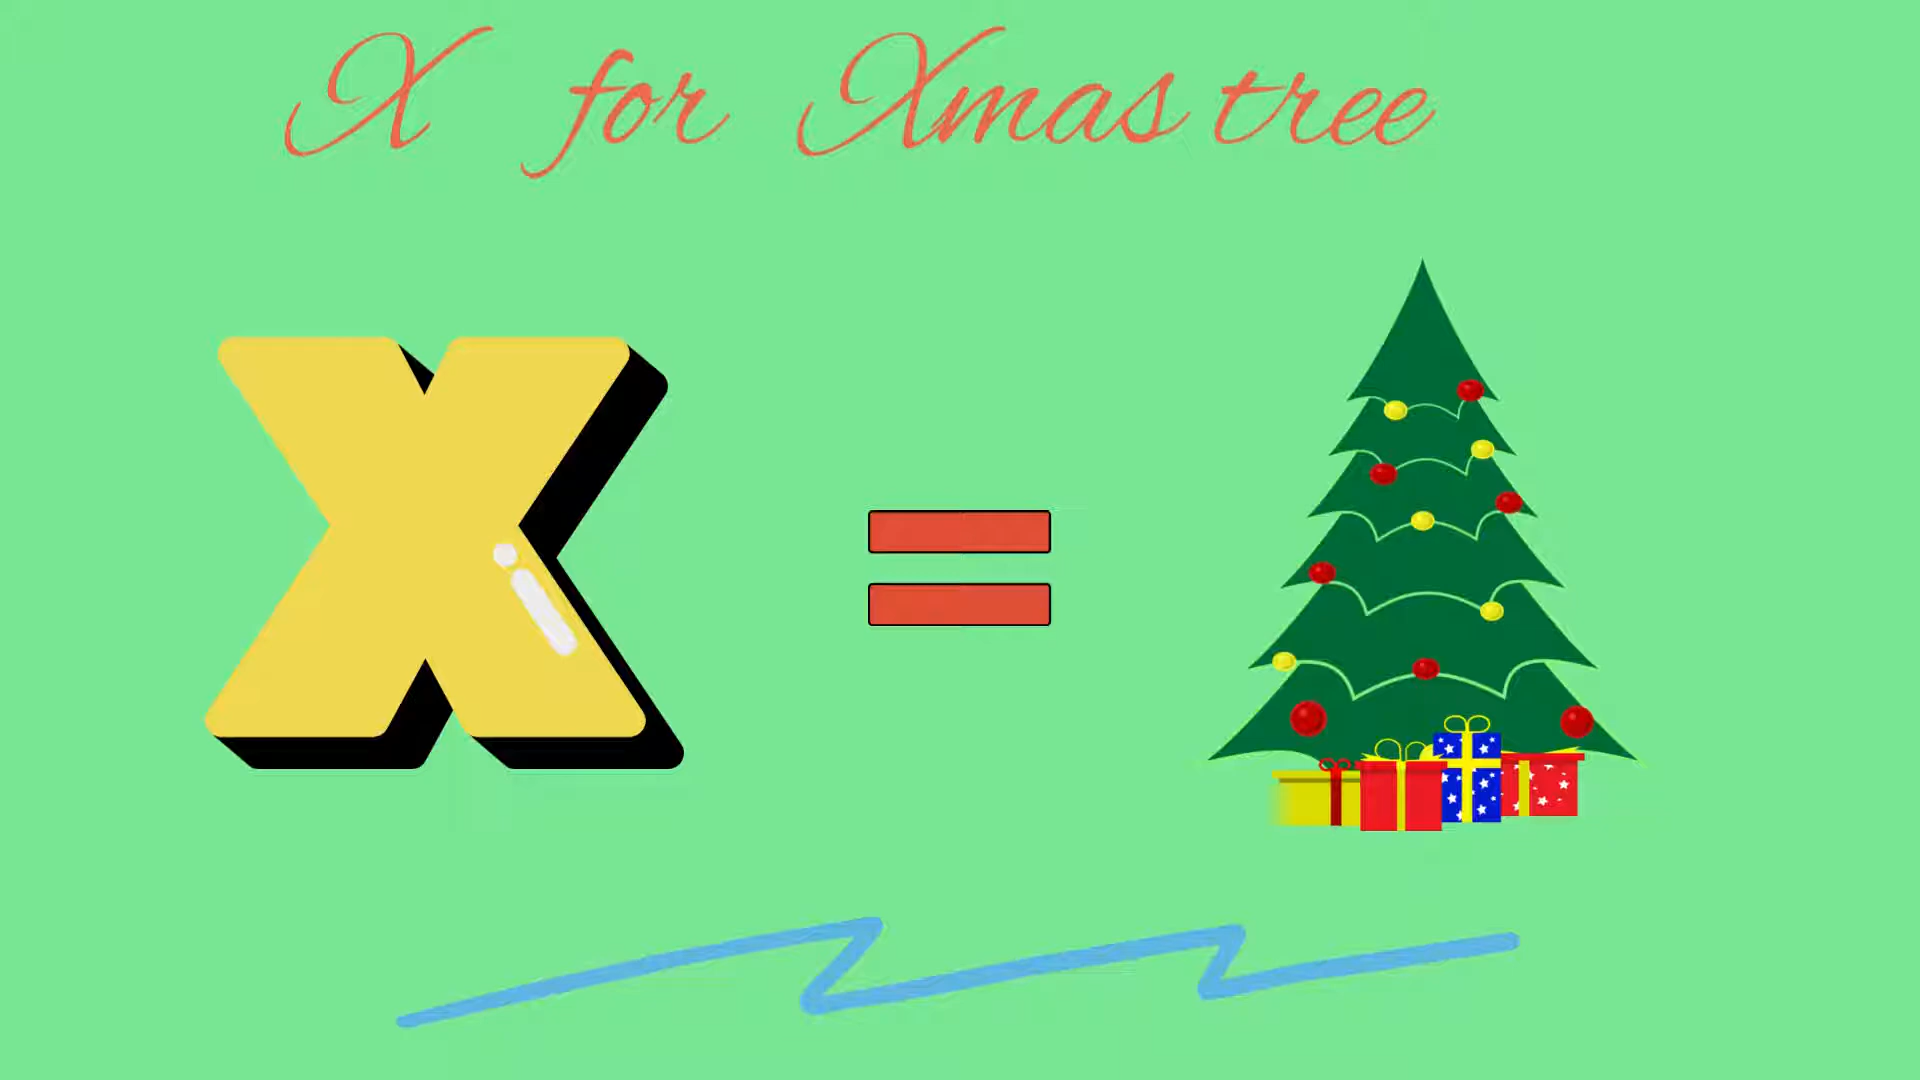 X for Xmas tree
X =